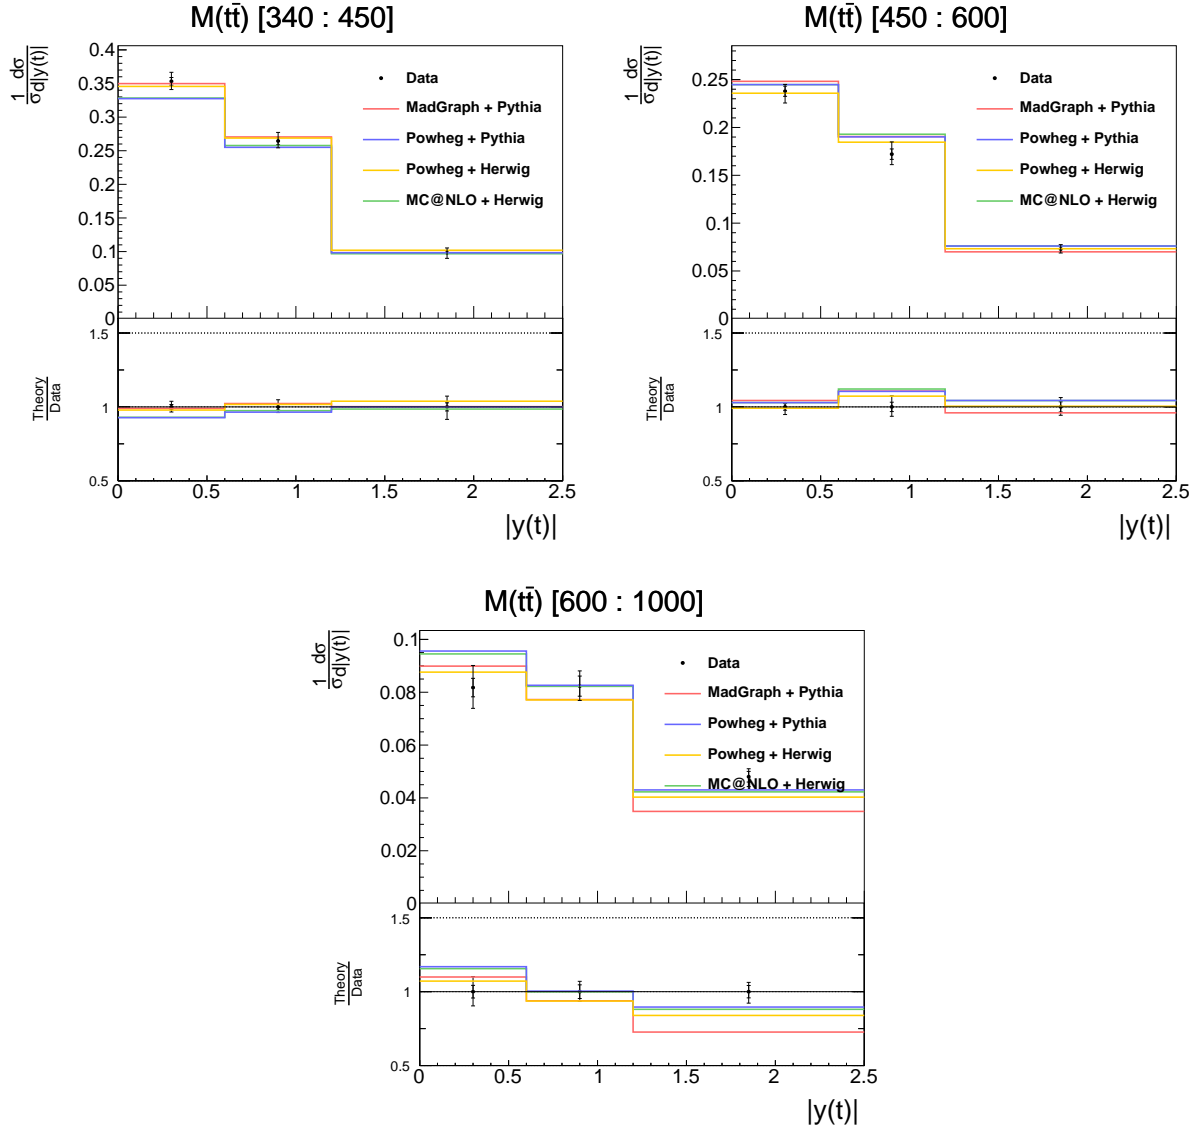 M(tt̄) [340 : 450]
1/σ dσ/d|y(t)|
0.4
0.35
0.3
0.25
0.2
0.15
0.1
0.05
0
Data
MadGraph + Pythia
Powheg + Pythia
Powheg + Herwig
MC@NLO + Herwig
Theory/Data
1.5
1
0.5
0 0.5 1 1.5 2 2.5
|y(t)|
M(tt̄) [450 : 600]
1/σ dσ/d|y(t)|
0.25
0.2
0.15
0.1
0.05
0
Data
MadGraph + Pythia
Powheg + Pythia
Powheg + Herwig
MC@NLO + Herwig
Theory/Data
1.5
1
0.5
0 0.5 1 1.5 2 2.5
|y(t)|
M(tt̄) [600 : 1000]
1/σ dσ/d|y(t)|
0.1
0.08
0.06
0.04
0.02
0
Data
MadGraph + Pythia
Powheg + Pythia
Powheg + Herwig
MC@NLO + Herwig
Theory/Data
1.5
1
0.5
0 0.5 1 1.5 2 2.5
|y(t)|